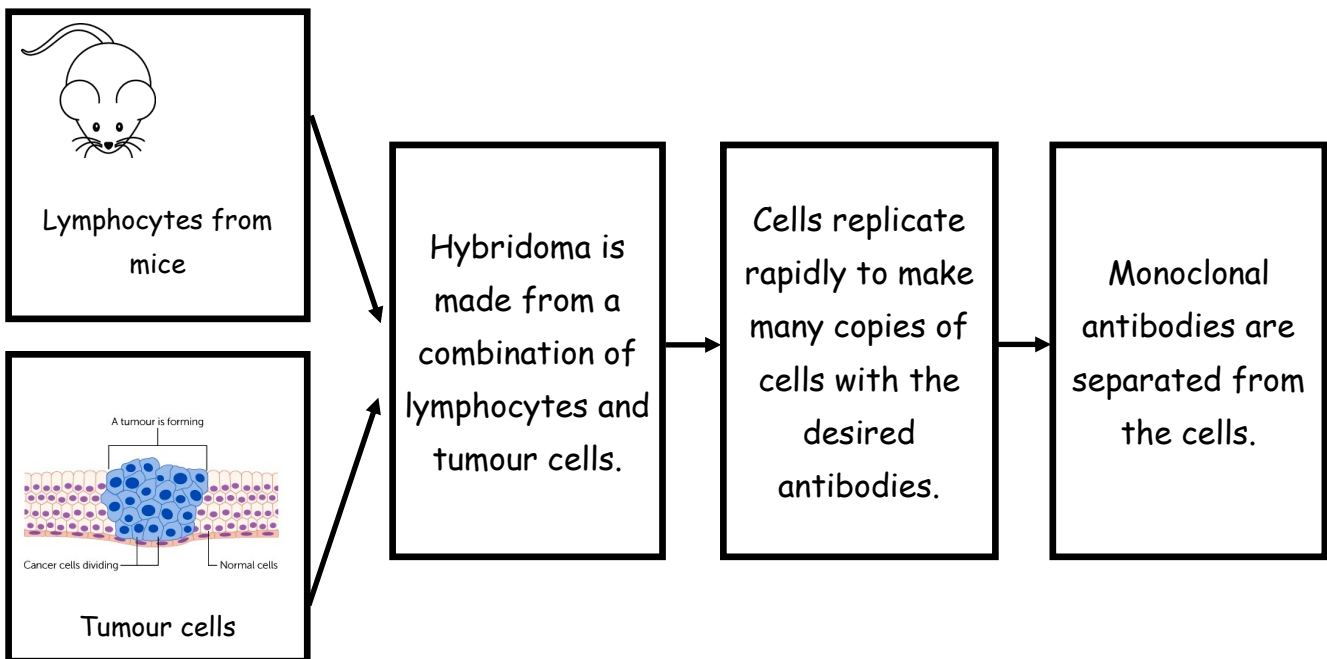 Lymphocytes from
mice
A tumour is forming
Cancer cells dividing
Normal cells
Tumour cells
Hybridoma is
made from a
combination of
lymphocytes and
tumour cells.
Cells replicate
rapidly to make
many copies of
cells with the
desired
antibodies.
Monoclonal
antibodies are
separated from
the cells.